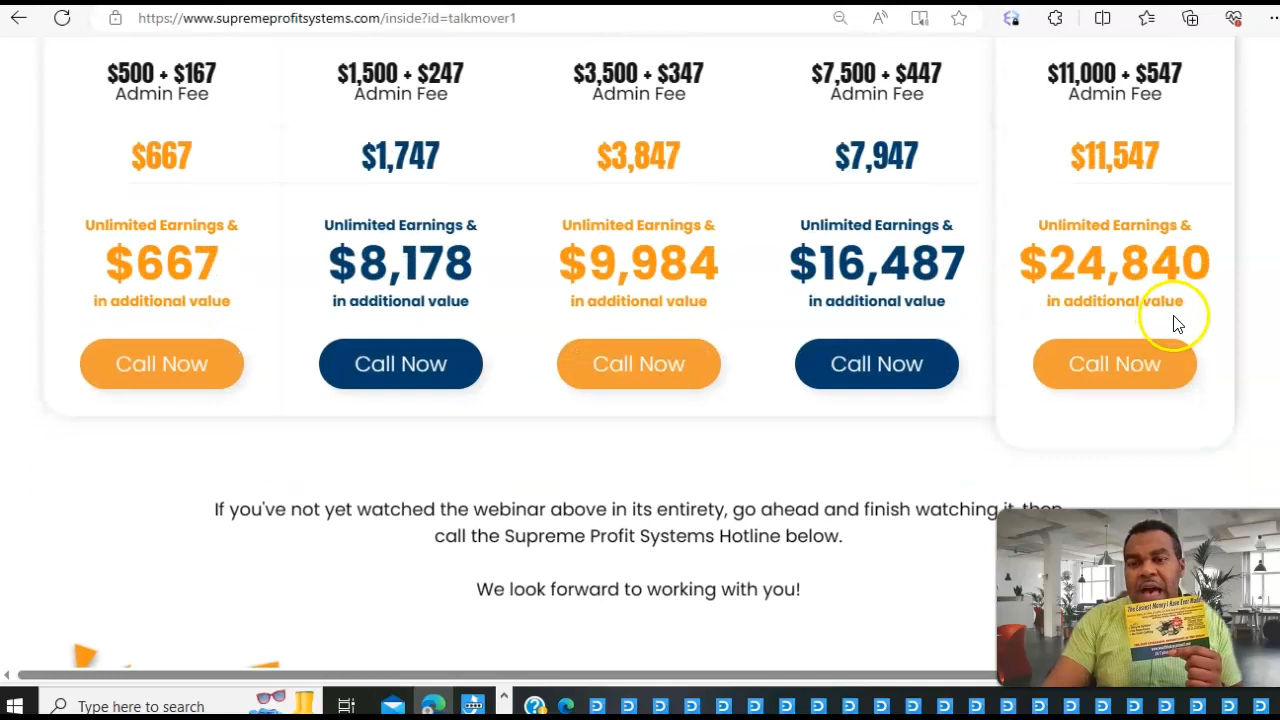 https://www.supremeprofitsystems.com/inside?id=talkmover1
$500 + $167 $1,500 + $247 $3,500 + $347 $7,500 + $447 $11,000 + $547
Admin Fee Admin Fee Admin Fee Admin Fee Admin Fee
$667 $1,747 $3,847 $7,947 $11,547
Unlimited Earnings & Unlimited Earnings & Unlimited Earnings & Unlimited Earnings & Unlimited Earnings &
$667 $8,178 $9,984 $16,487 $24,840
in additional value in additional value in additional value in additional value in additional value
Call Now Call Now Call Now Call Now Call Now
If you've not yet watched the webinar above in its entirety, go ahead and finish watching it, then
call the Supreme Profit Systems Hotline below.
We look forward to working with you!
The Easiest Money I Have Ever Made
Type here to search